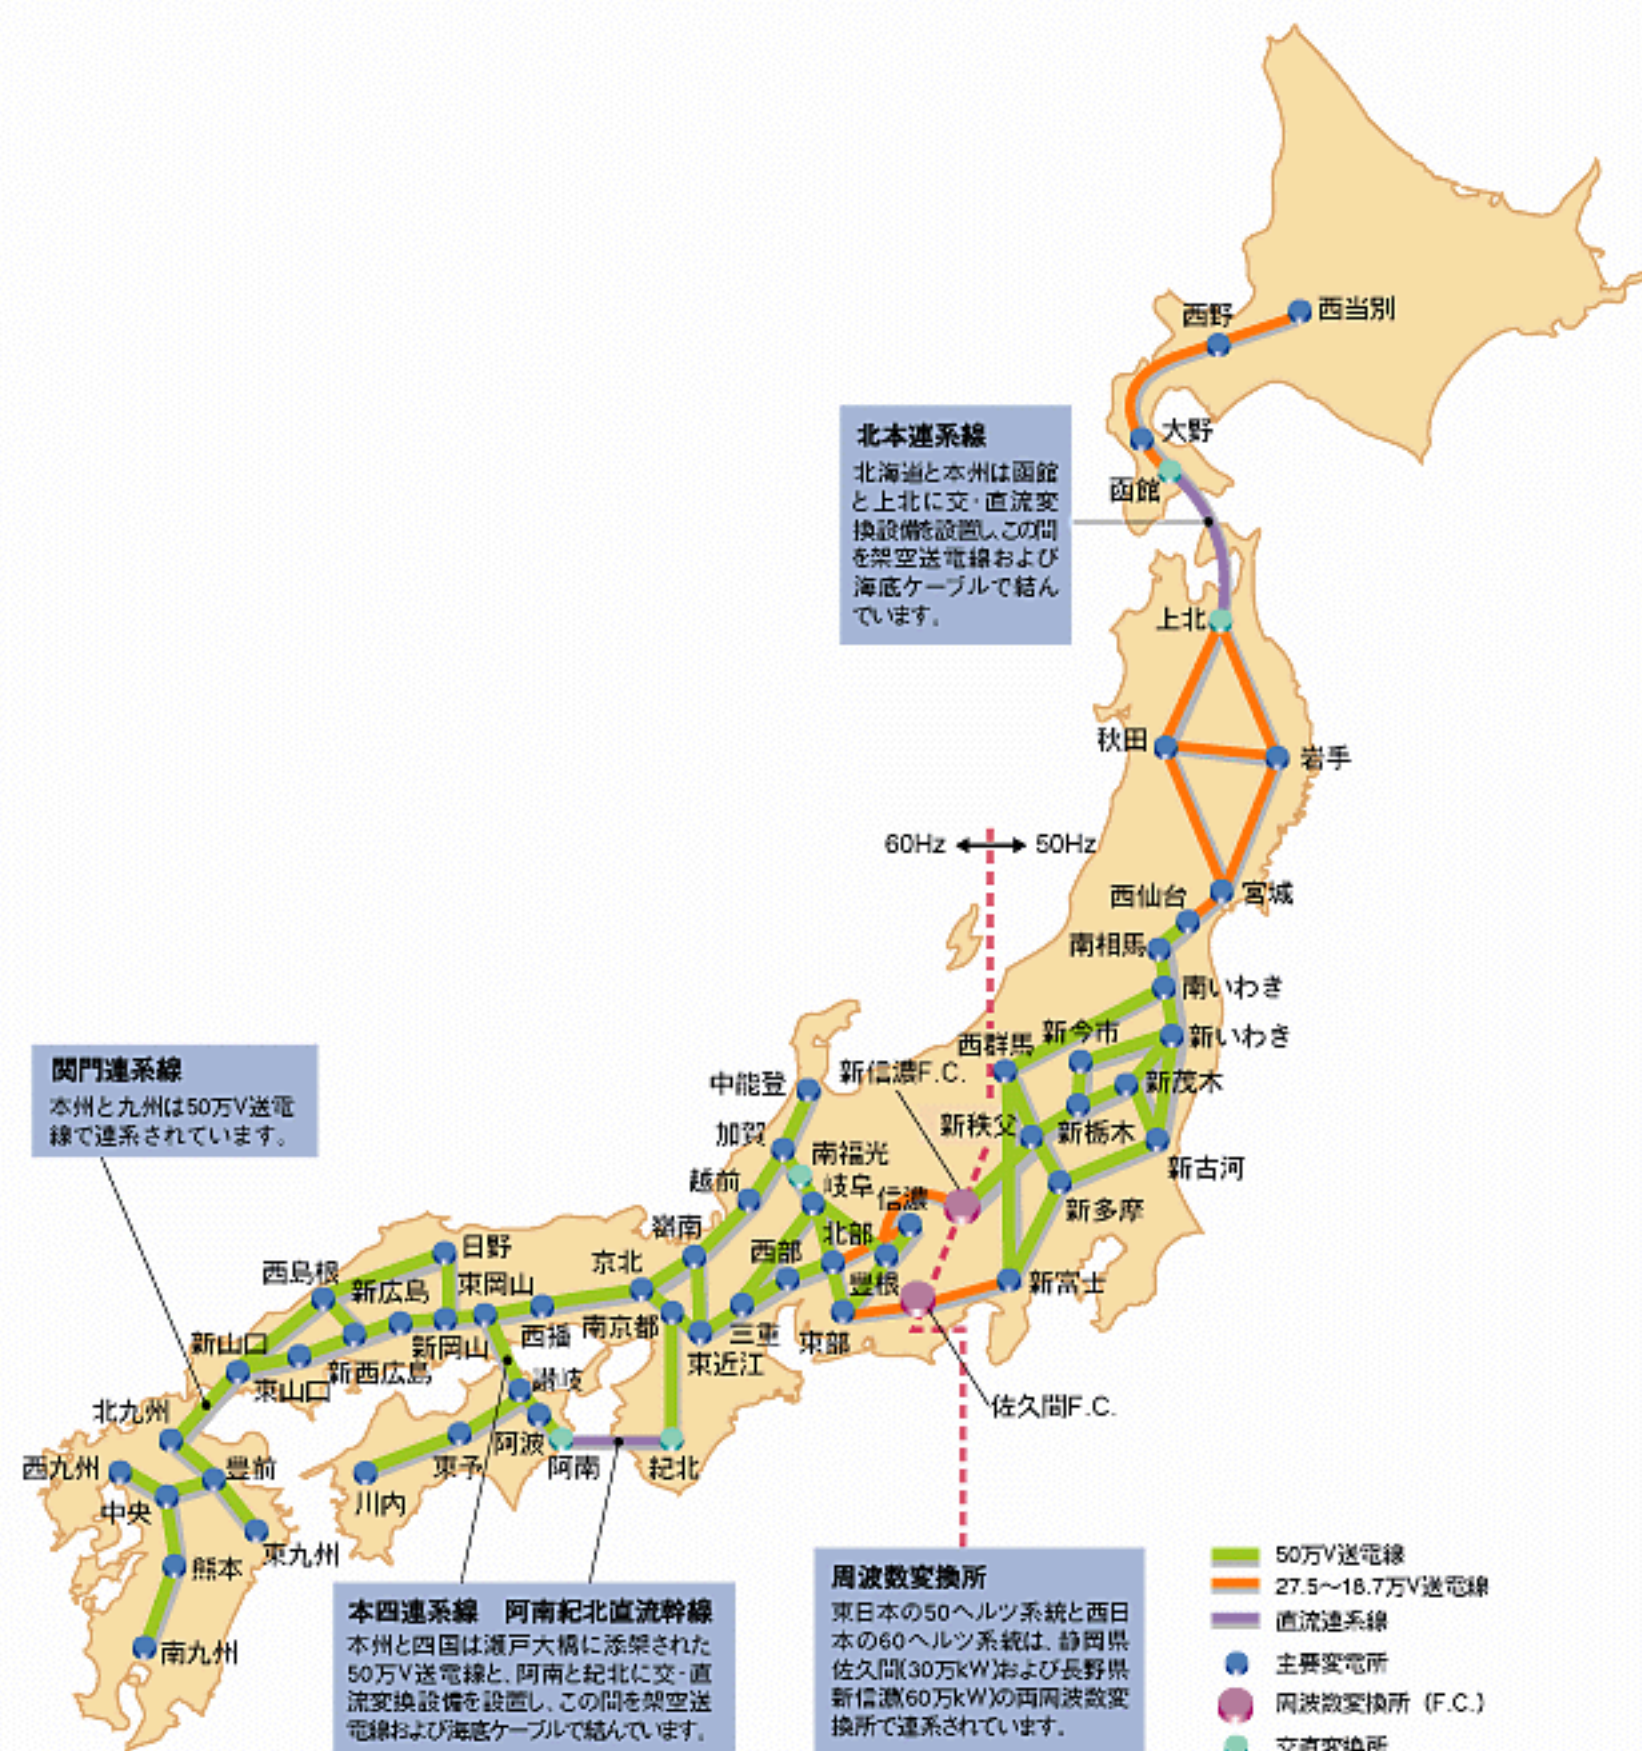 西野
西当別
大野
函館
北本連系線
北海道と本州は函館
と上北に交・直流変
換設備を設置し、この間
を架空送電線および
海底ケーブルで結ん
でいます。
上北
秋田
岩手
60Hz
50Hz
宮城
西仙台
南相馬
南いわき
新いわき
新今市
西群馬
新信濃F.C.
新茂木
新秩父
新栃木
新古河
新多摩
新富士
中能登
加賀
南福光
越前
岐阜
信濃
嶺南
北部
西部
豊根
京北
南京都
三重
東部
東近江
佐久間F.C.
関門連系線
本州と九州は50万V送電
線で連系されています。
日野
西島根
新広島
東岡山
新山口
新岡山
西播
東山口
新西広島
讃岐
北九州
阿波
東予
阿南
紀北
川内
西九州
豊前
中央
東九州
熊本
南九州
本四連系線 阿南紀北直流幹線
本州と四国は瀬戸大橋に添架された
50万V送電線と、阿南と紀北に交・直
流変換設備を設置し、この間を架空送
電線および海底ケーブルで結んでいます。
周波数変換所
東日本の50ヘルツ系統と西日
本の60ヘルツ系統は、静岡県
佐久間(30万kW)および長野県
新信濃(60万kW)の両周波数変
換所で連系されています。
50万V送電線
27.5～18.7万V送電線
直流連系線
主要変電所
周波数変換所（F.C.）
交直変換所